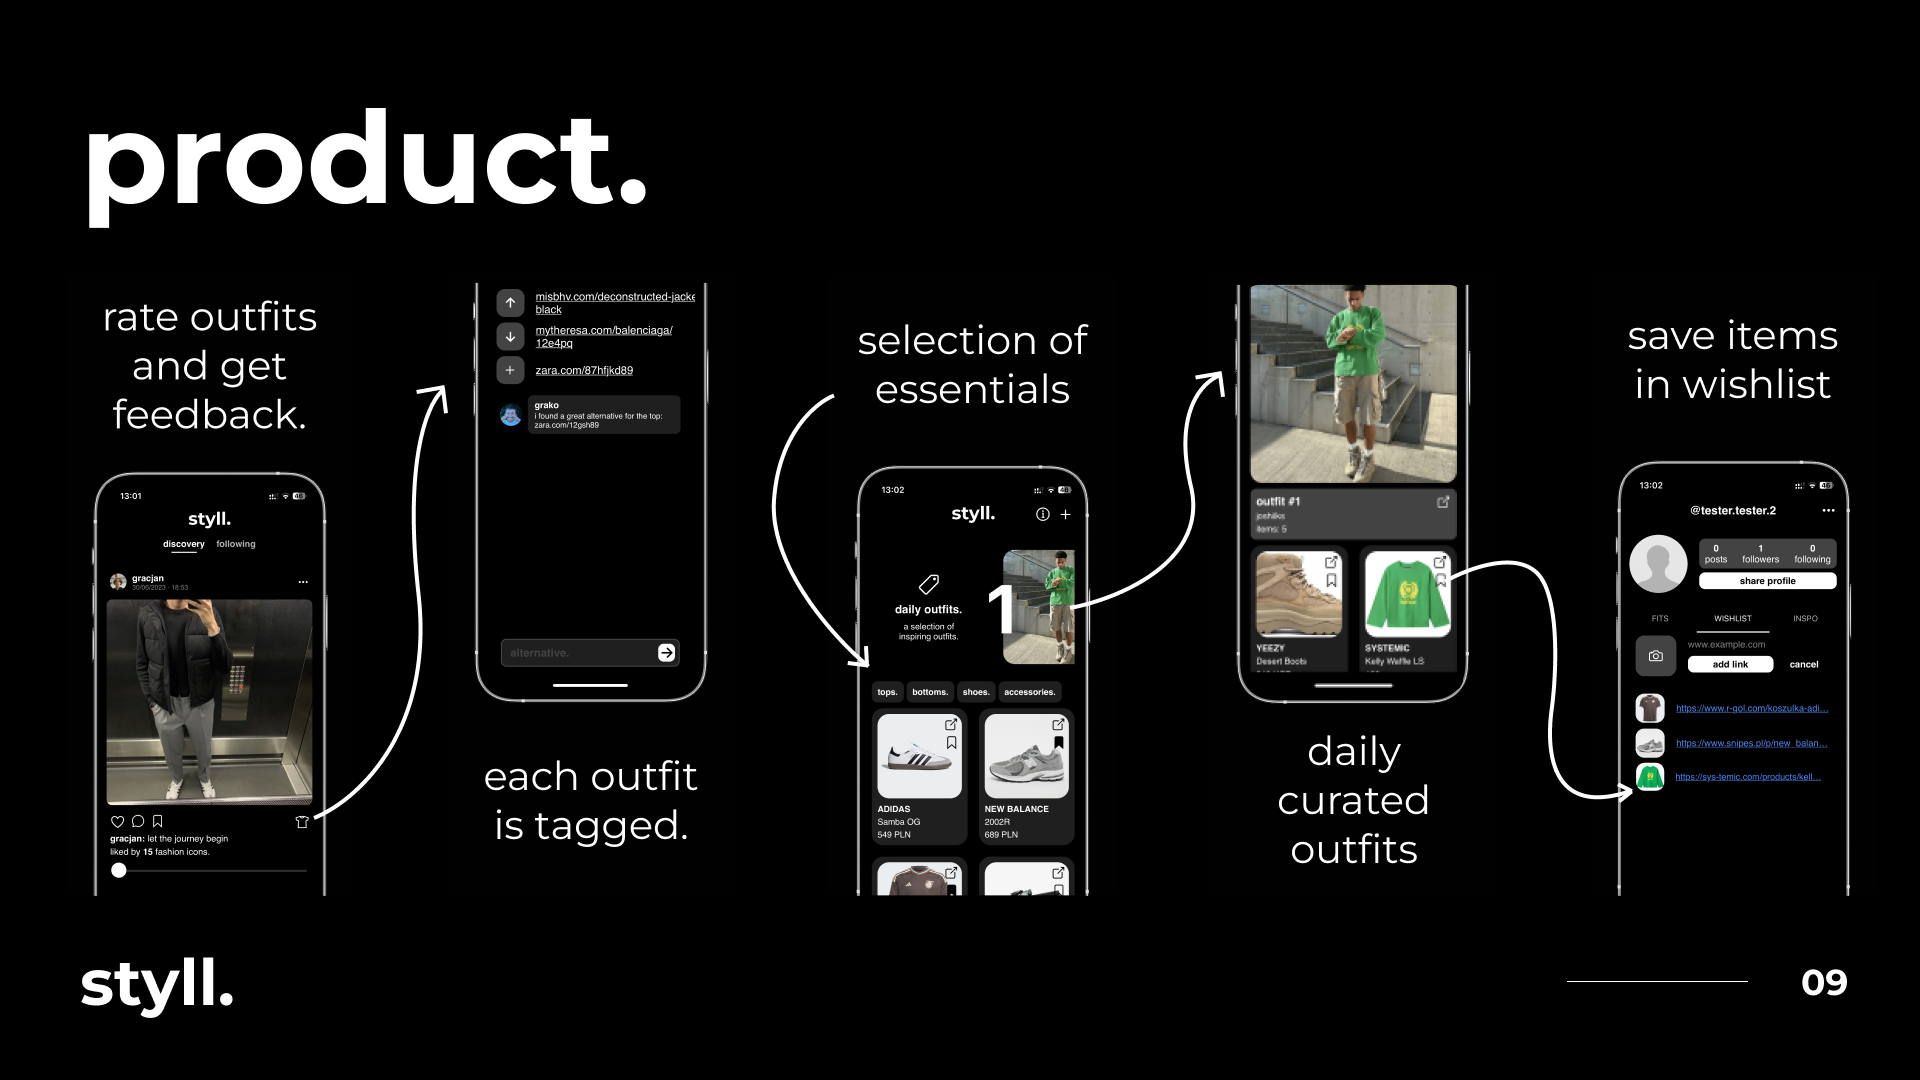 product.
rate outfits
and get
feedback.
13:01
48
styll.
discovery following
gracjan
30/06/2023 - 18:53
gracjan: let the journey begin
liked by 15 fashion icons.
misbhv.com/deconstructed-jacke
black
mytheresa.com/balenciaga/
12e4pq
zara.com/87hfjkd89
grako
i found a great alternative for the top:
zara.com/12gsh89
alternative.
each outfit
is tagged.
selection of
essentials
13:02
48
styll.
daily outfits.
a selection of
inspiring outfits.
1
tops. bottoms. shoes. accessories.
ADIDAS
Samba OG
549 PLN
NEW BALANCE
2002R
689 PLN
outfit #1
joshilks
items: 5
YEEZY
Desert Boots
SYSTEMIC
Kelly Waffle LS
daily
curated
outfits
save items
in wishlist
13:02
48
@tester.tester.2
0 1 0
posts followers following
share profile
FITS WISHLIST INSPO
www.example.com
add link cancel
https://www.r-gol.com/koszulka-adi...
https://www.snipes.pl/p/new_balan...
https://sys-temic.com/products/kell...
styll.
09